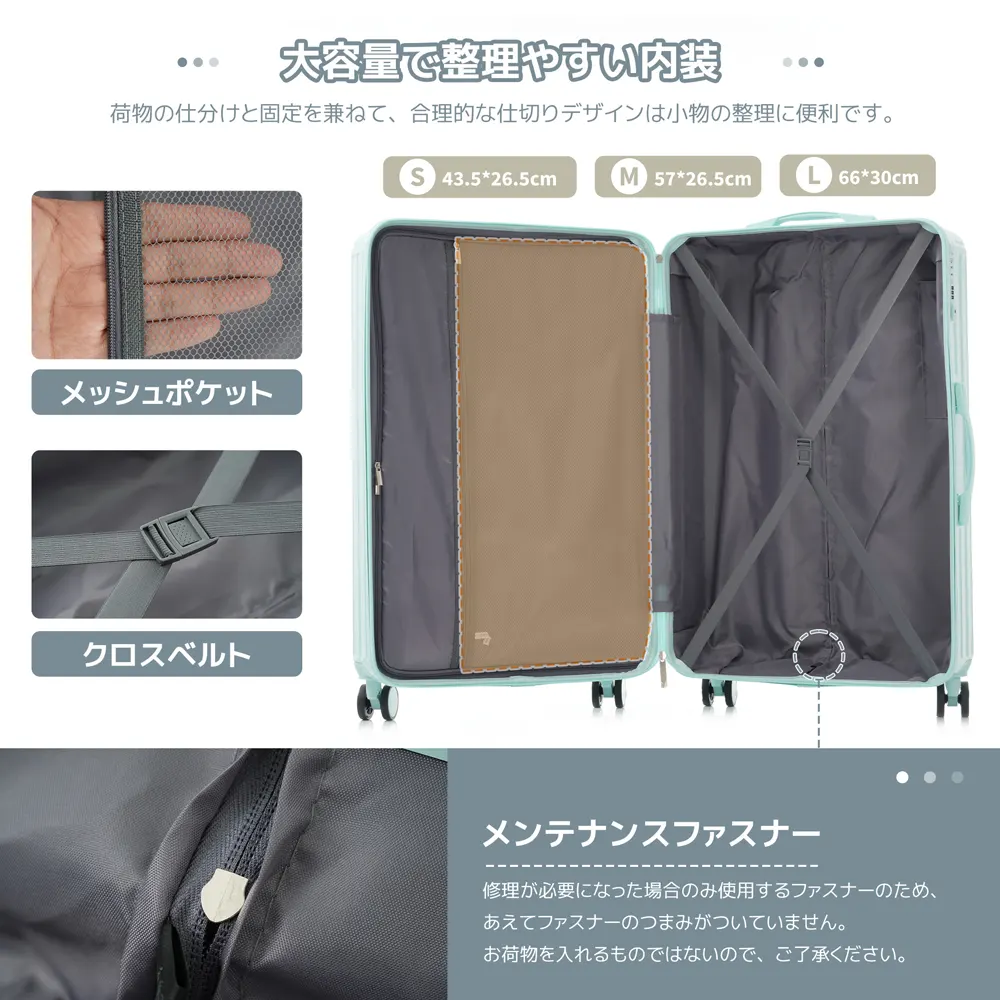 大容量で整理やすい内装
荷物の仕分けと固定を兼ねて、合理的な仕切りデザインは小物の整理に便利です。
S 43.5*26.5cm
M 57*26.5cm
L 66*30cm
メッシュポケット
クロスベルト
メンテナンスファスナー
修理が必要になった場合のみ使用するファスナーのため、
あえてファスナーのつまみがついていません。
お荷物を入れるものではないので、ご了承ください。